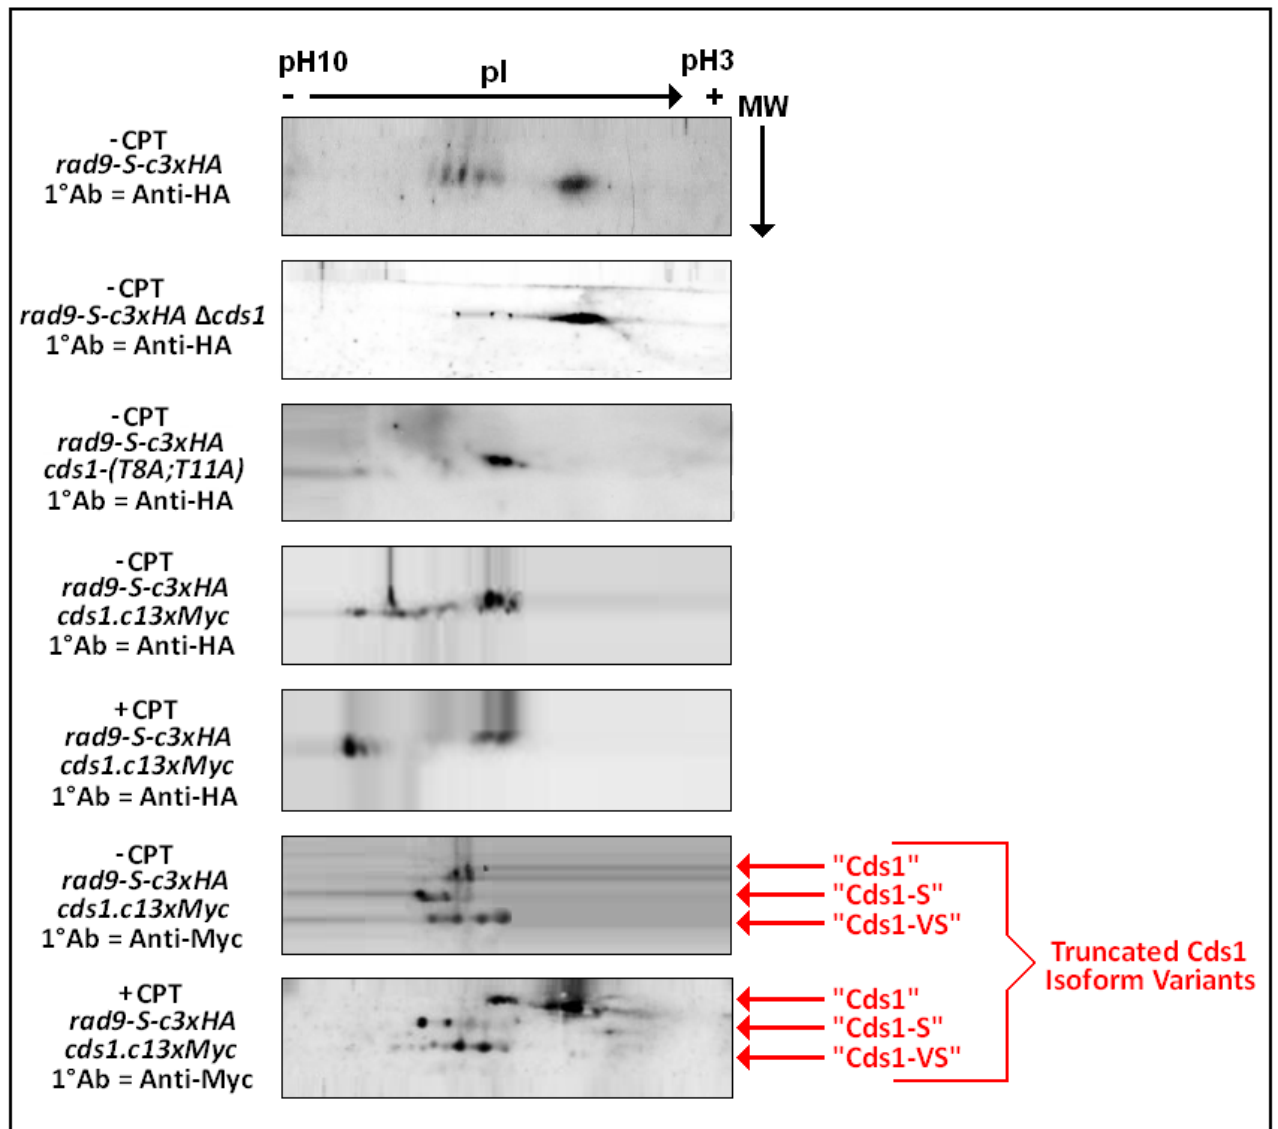 pH10 pI pH3
- +
MW
-CPT
rad9-S-c3xHA
1°Ab = Anti-HA
-CPT
rad9-S-c3xHA Δcds1
1°Ab = Anti-HA
-CPT
rad9-S-c3xHA
cds1-(T8A;T11A)
1°Ab = Anti-HA
-CPT
rad9-S-c3xHA
cds1.c13xMyc
1°Ab = Anti-HA
+CPT
rad9-S-c3xHA
cds1.c13xMyc
1°Ab = Anti-HA
-CPT
rad9-S-c3xHA
cds1.c13xMyc
1°Ab = Anti-Myc
"Cds1"
"Cds1-S"
"Cds1-VS"
+CPT
rad9-S-c3xHA
cds1.c13xMyc
1°Ab = Anti-Myc
"Cds1"
"Cds1-S"
"Cds1-VS"
Truncated Cds1
Isoform Variants